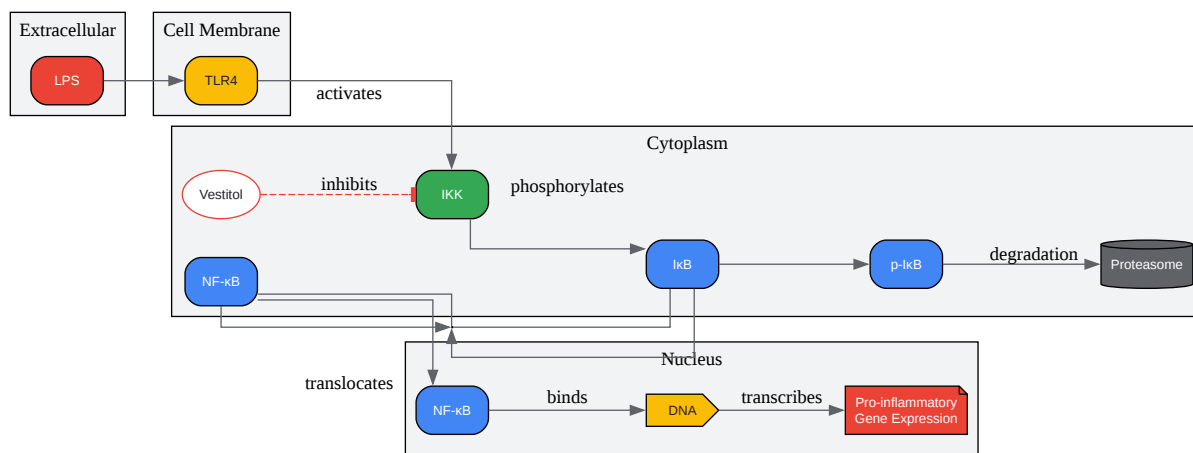 Extracellular
Cell Membrane
LPS
TLR4
activates
Cytoplasm
Vestitol
inhibits
IKK
phosphorylates
NF-κB
IκB
p-IκB
degradation
Proteasome
Nucleus
translocates
NF-κB
binds
DNA
transcribes
Pro-inflammatory
Gene Expression